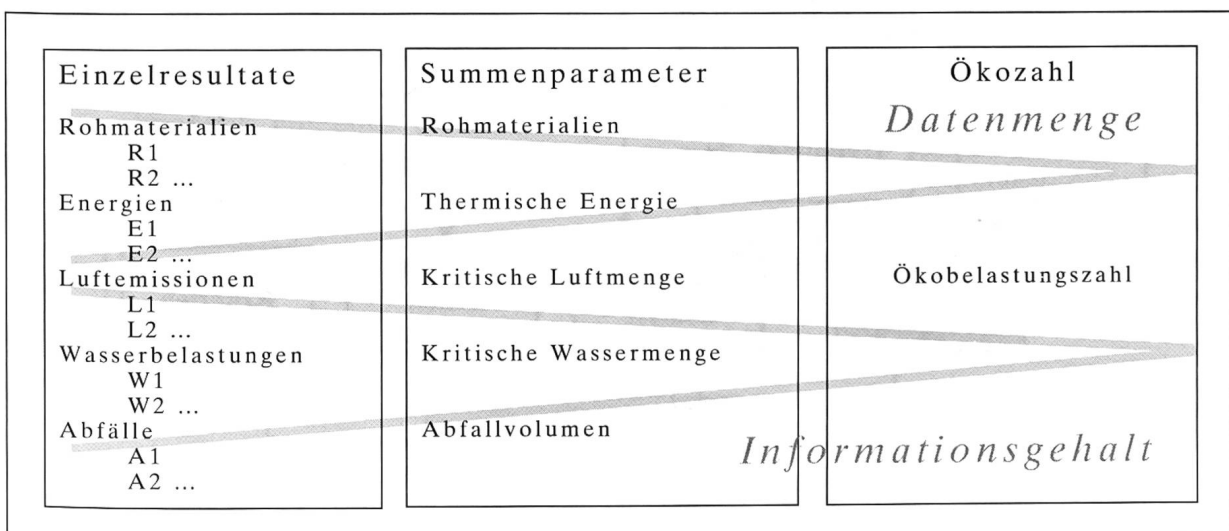 Einzelresultate
Rohmaterialien
R1
R2 ...
Energien
E1
E2 ...
Luftemissionen
L1
L2 ...
Wasserbelastungen
W1
W2 ...
Abfälle
A1
A2 ...
Summenparameter
Rohmaterialien
Thermische Energie
Kritische Luftmenge
Kritische Wassermenge
Abfallvolumen
Ökozahl
Datenmenge
Ökobelastungszahl
Informationsgehalt